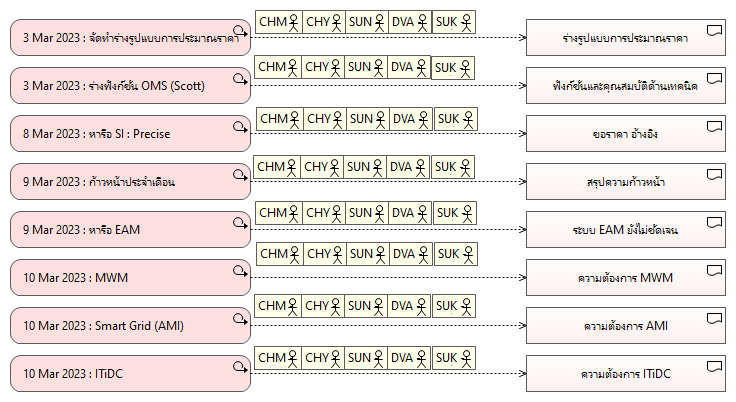 CHM CHY SUN DVA SUK
3 Mar 2023 : จัดทำร่างรูปแบบการประมาณราคา
ร่างรูปแบบการประมาณราคา
CHM CHY SUN DVA SUK
3 Mar 2023 : ร่างฟังก์ชัน OMS (Scott)
ฟังก์ชันและคุณสมบัติด้านเทคนิค
CHM CHY SUN DVA SUK
8 Mar 2023 : หารือ SI : Precise
ขอราคา อ้างอิง
CHM CHY SUN DVA SUK
9 Mar 2023 : ก้าวหน้าประจำเดือน
สรุปความก้าวหน้า
CHM CHY SUN DVA SUK
9 Mar 2023 : หารือ EAM
ระบบ EAM ยังไม่ชัดเจน
CHM CHY SUN DVA SUK
10 Mar 2023 : MWM
ความต้องการ MWM
CHM CHY SUN DVA SUK
10 Mar 2023 : Smart Grid (AMI)
ความต้องการ AMI
CHM CHY SUN DVA SUK
10 Mar 2023 : ITiDC
ความต้องการ ITiDC